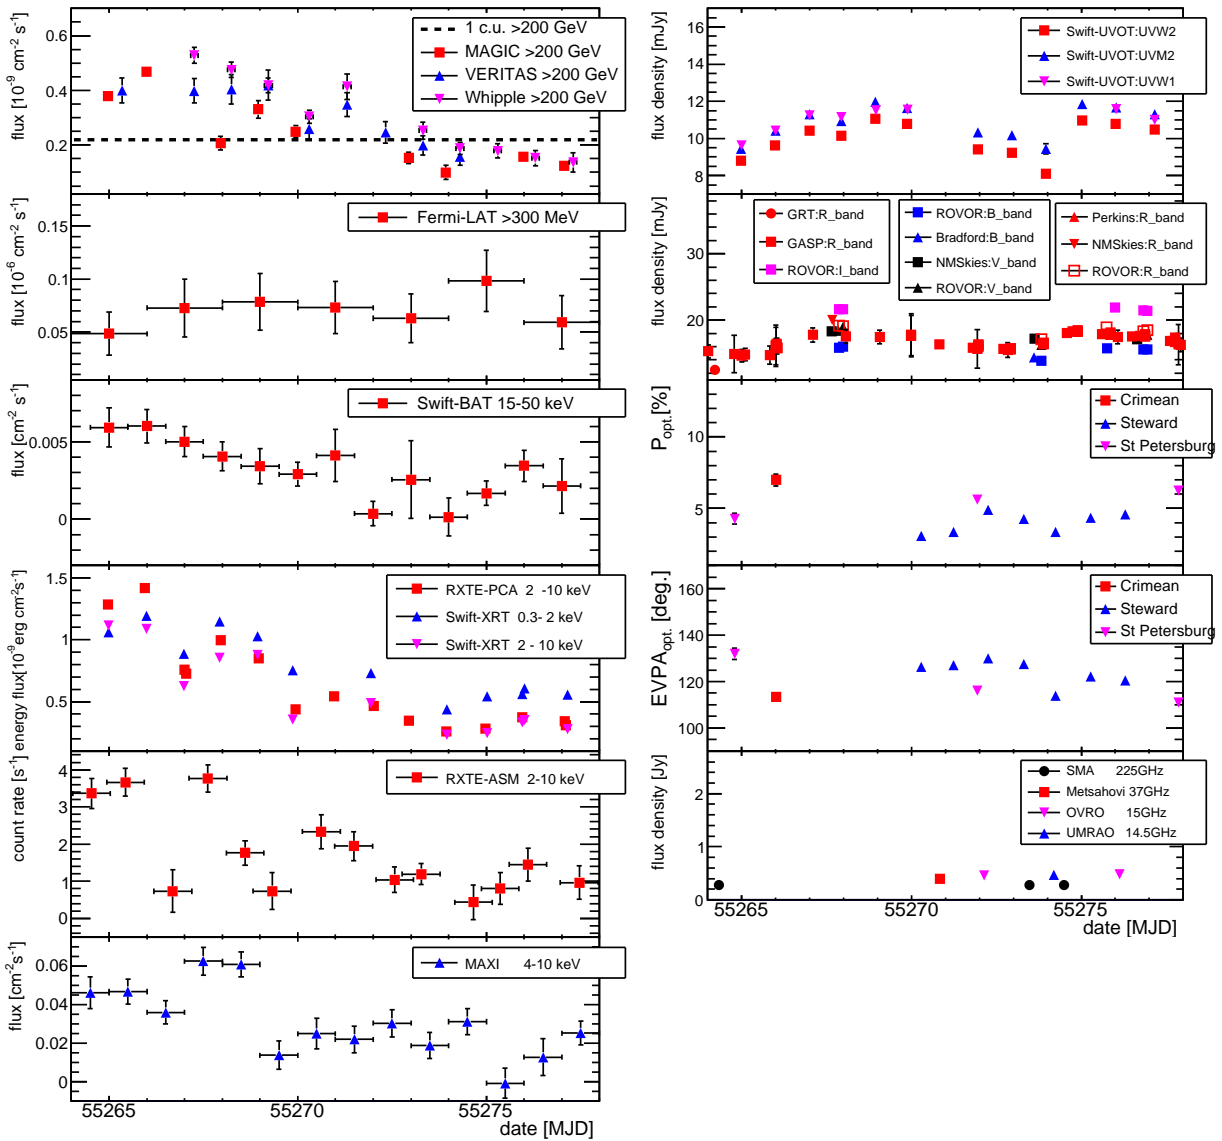 flux [10⁻⁹ cm⁻² s⁻¹]
0.6
0.4
0.2
1 c.u. >200 GeV
MAGIC >200 GeV
VERITAS >200 GeV
Whipple >200 GeV
flux [10⁻⁶ cm⁻² s⁻¹]
0.15
0.1
0.05
Fermi-LAT >300 MeV
flux [cm⁻² s⁻¹]
0.005
0
Swift-BAT 15-50 keV
energy flux[10⁻⁹erg cm⁻²s⁻¹]
1.5
1
0.5
RXTE-PCA 2 -10 keV
Swift-XRT 0.3- 2 keV
Swift-XRT 2 - 10 keV
count rate [s⁻¹]
4
3
2
1
0
RXTE-ASM 2-10 keV
flux [cm⁻²s⁻¹]
0.06
0.04
0.02
0
MAXI 4-10 keV
55265 55270 55275
date [MJD]
flux density [mJy]
16
14
12
10
8
Swift-UVOT:UVW2
Swift-UVOT:UVM2
Swift-UVOT:UVW1
flux density [mJy]
40
20
GRT:R_band
GASP:R_band
ROVOR:I_band
ROVOR:B_band
Bradford:B_band
NMSkies:V_band
ROVOR:V_band
Perkins:R_band
NMSkies:R_band
ROVOR:R_band
P_opt.[%]
10
5
Crimean
Steward
St Petersburg
EVPA_opt. [deg.]
160
140
120
100
Crimean
Steward
St Petersburg
flux density [Jy]
4
2
0
SMA 225GHz
Metsahovi 37GHz
OVRO 15GHz
UMRAO 14.5GHz
55265 55270 55275
date [MJD]